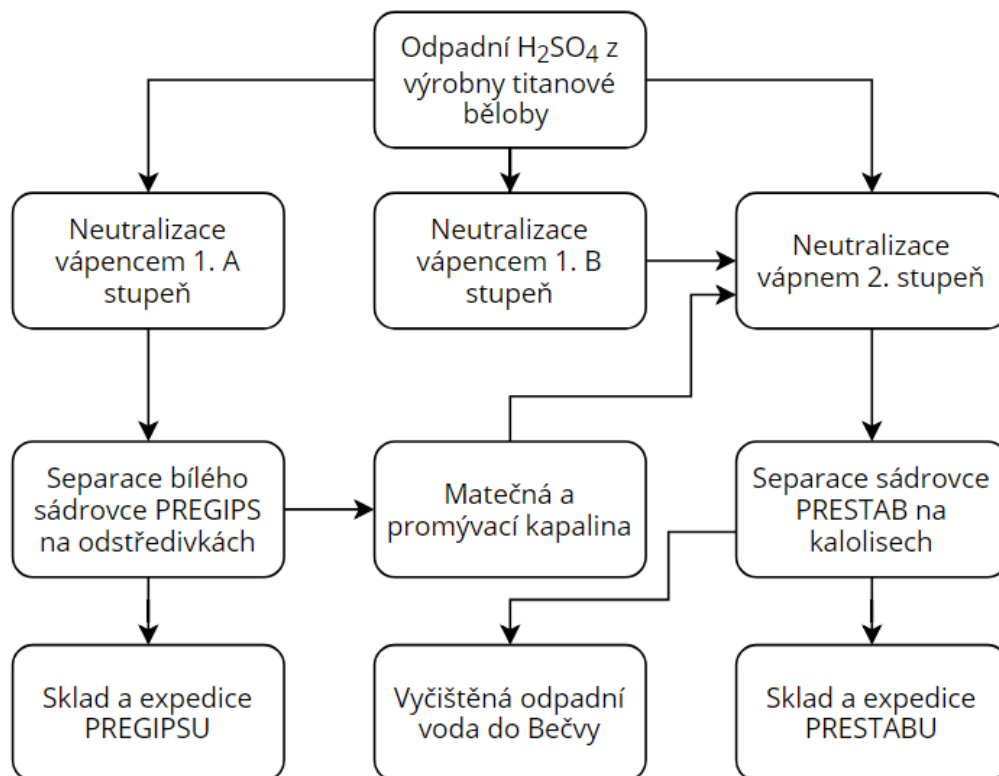 Odpadní H₂SO₄ z
výrobny titanové
běloby
Neutralizace
vápencem 1. A
stupeň
Neutralizace
vápencem 1. B
stupeň
Neutralizace
vápnem 2. stupeň
Separace bílého
sádrovce PREGIPS
na odstředivkách
Matečná a
promývací kapalina
Separace sádrovce
PRESTAB na
kalolisech
Sklad a expedice
PREGIPSU
Vyčištěná odpadní
voda do Bečvy
Sklad a expedice
PRESTABU